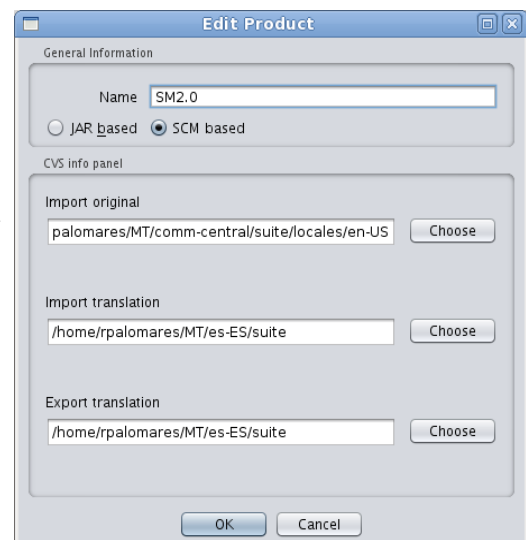 Edit Product
General Information
Name SM2.0
JAR based SCM based
CVS info panel
Import original
palomares/MT/comm-central/suite/locales/en-US Choose
Import translation
/home/rpalomares/MT/es-ES/suite Choose
Export translation
/home/rpalomares/MT/es-ES/suite Choose
OK Cancel